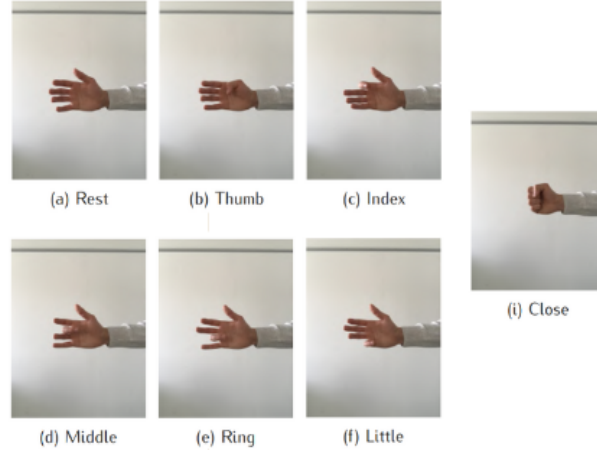 (a) Rest
(b) Thumb
(c) Index
(i) Close
(d) Middle
(e) Ring
(f) Little